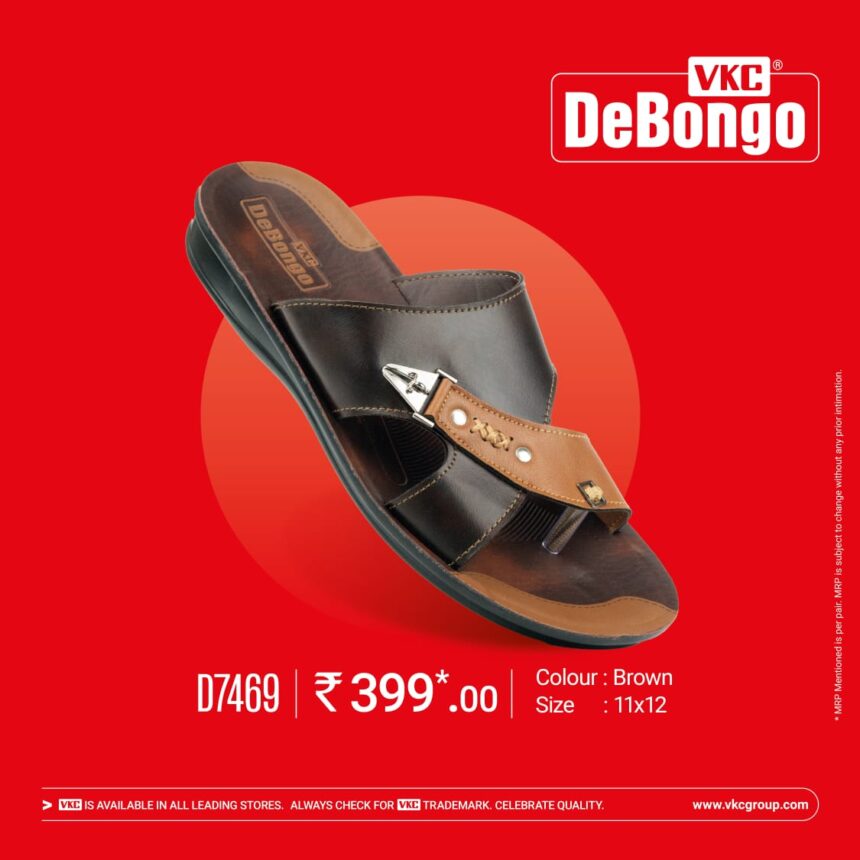 VKC®
DeBongo
VKC
DeBongo
D7469
₹ 399*.00
Colour : Brown
Size : 11x12
* MRP Mentioned is per pair. MRP is subject to change without any prior intimation.
> VKC IS AVAILABLE IN ALL LEADING STORES. ALWAYS CHECK FOR VKC TRADEMARK. CELEBRATE QUALITY.
www.vkcgroup.com